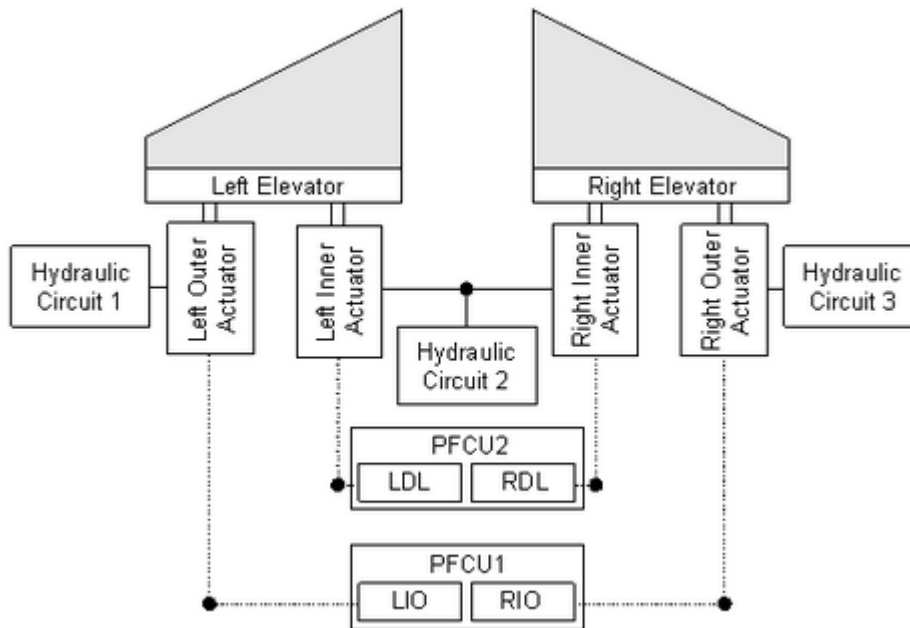 Left Elevator
Right Elevator
Hydraulic
Circuit 1
Left Outer
Actuator
Left Inner
Actuator
Hydraulic
Circuit 2
Right Inner
Actuator
Right Outer
Actuator
Hydraulic
Circuit 3
PFCU2
LDL
RDL
PFCU1
LIO
RIO